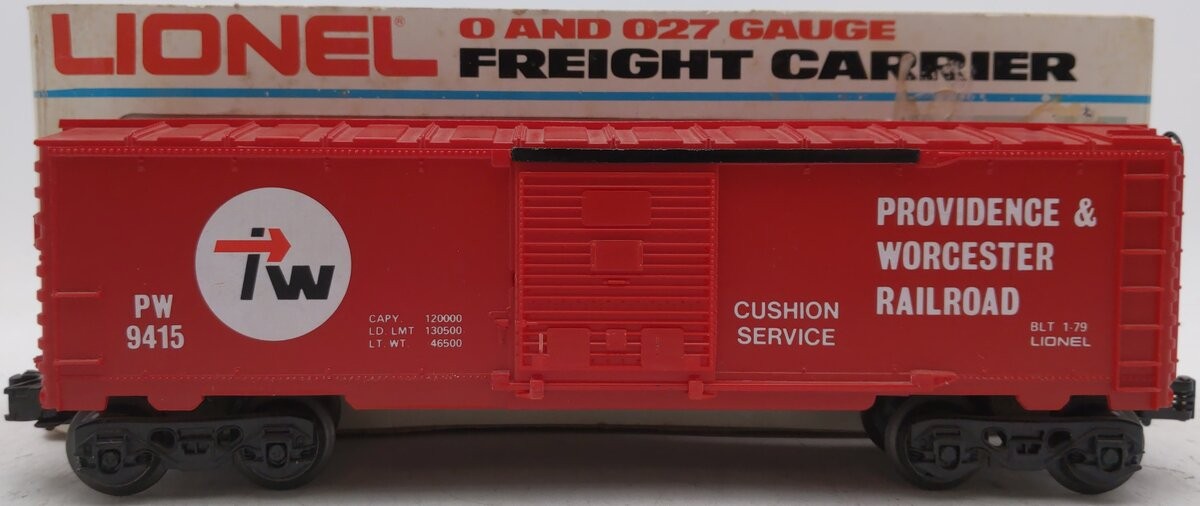 LIONEL®
O AND O27 GAUGE
FREIGHT CARRIER
PW
9415
PW
CAPY. 120000
LD. LMT 130500
LT. WT. 46500
CUSHION
SERVICE
PROVIDENCE &
WORCESTER
RAILROAD
BLT 1-79
LIONEL